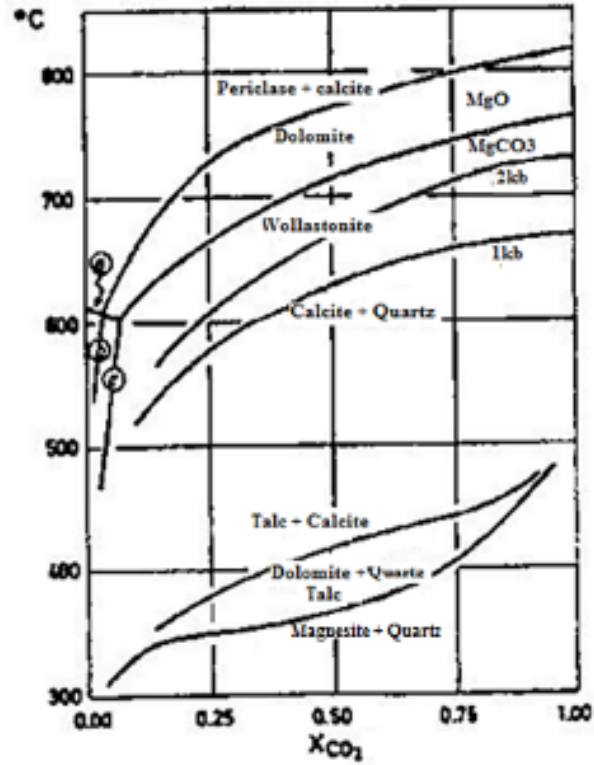 °C
800
Periclase + calcite
MgO
Dolomite
MgCO3
2kb
700
Wollastonite
1kb
Calcite + Quartz
600
500
Talc + Calcite
400
Dolomite +Quartz
Talc
Magnesite + Quartz
300
0.00 0.25 0.50 0.75 1.00
XCO2